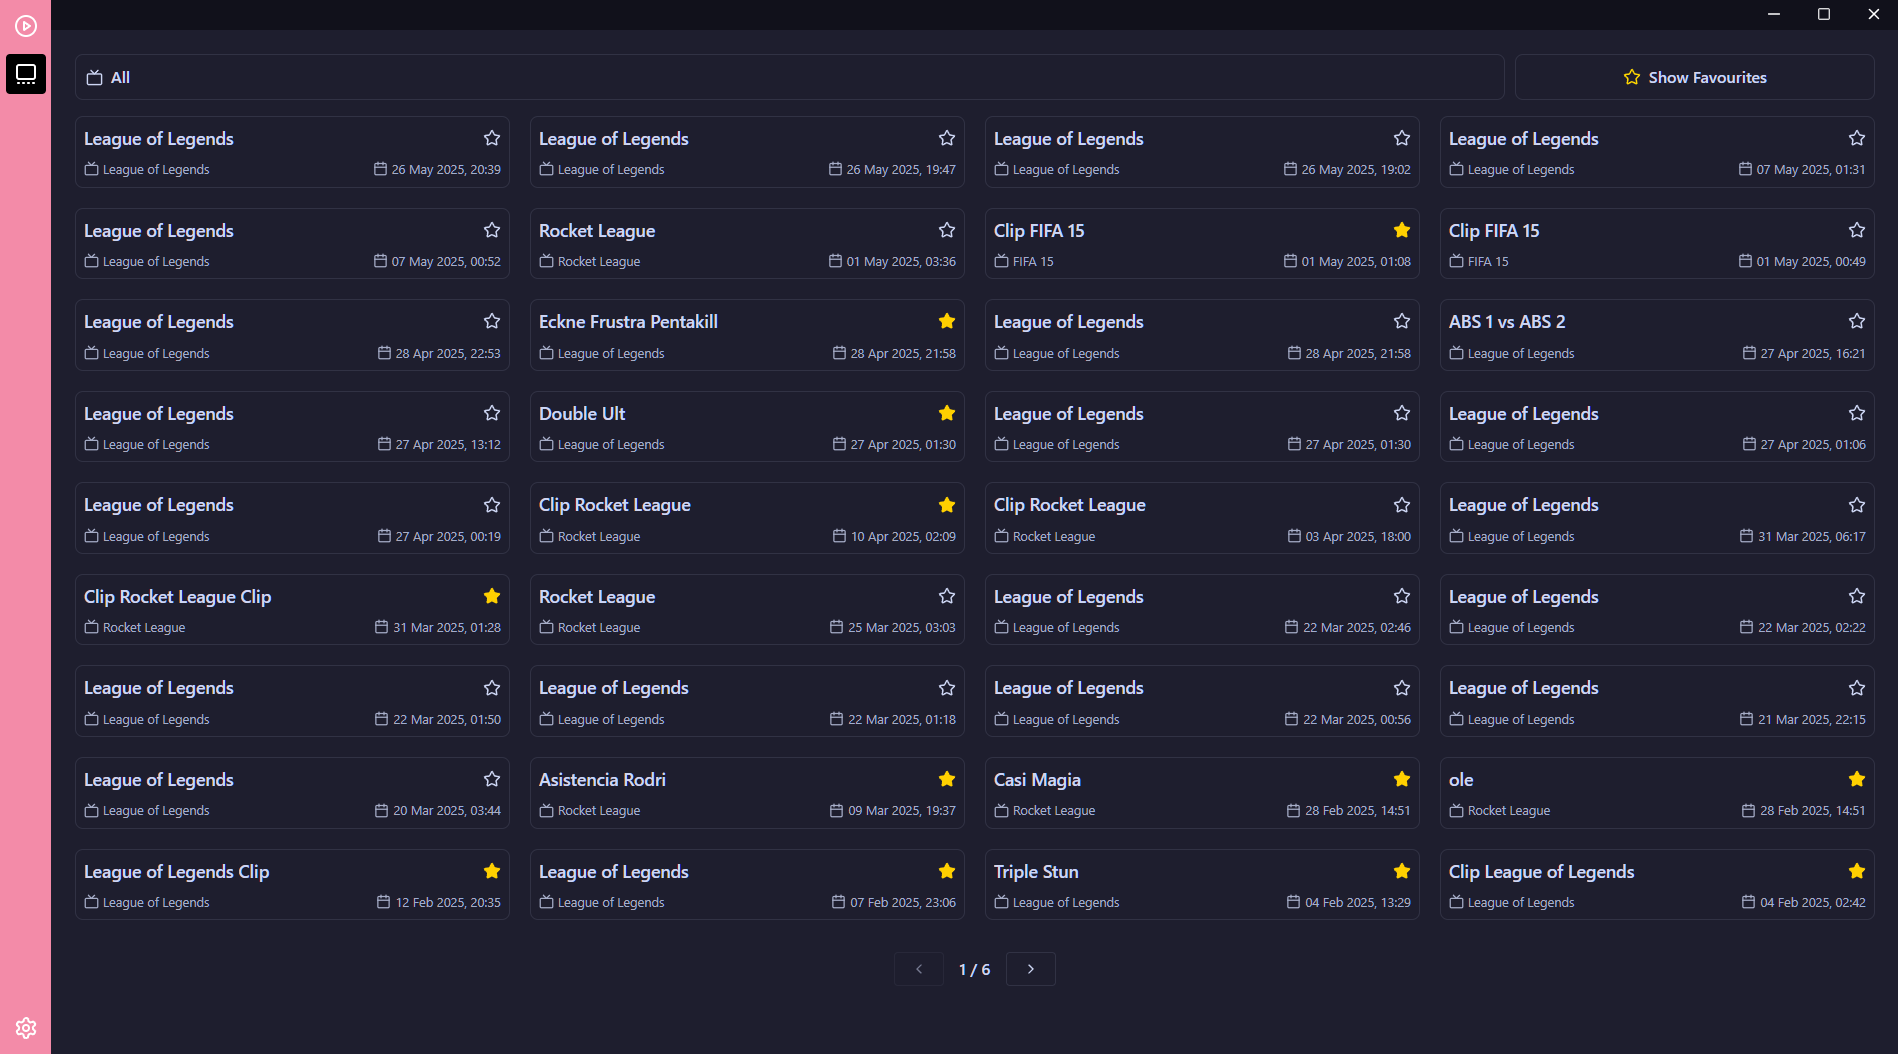 All
Show Favourites
League of Legends
League of Legends
26 May 2025, 20:39
League of Legends
League of Legends
26 May 2025, 19:47
League of Legends
League of Legends
26 May 2025, 19:02
League of Legends
League of Legends
07 May 2025, 01:31
League of Legends
League of Legends
07 May 2025, 00:52
Rocket League
Rocket League
01 May 2025, 03:36
Clip FIFA 15
FIFA 15
01 May 2025, 01:08
Clip FIFA 15
FIFA 15
01 May 2025, 00:49
League of Legends
League of Legends
28 Apr 2025, 22:53
Eckne Frustra Pentakill
League of Legends
28 Apr 2025, 21:58
League of Legends
League of Legends
28 Apr 2025, 21:58
ABS 1 vs ABS 2
League of Legends
27 Apr 2025, 16:21
League of Legends
League of Legends
27 Apr 2025, 13:12
Double Ult
League of Legends
27 Apr 2025, 01:30
League of Legends
League of Legends
27 Apr 2025, 01:30
League of Legends
League of Legends
27 Apr 2025, 01:06
League of Legends
League of Legends
27 Apr 2025, 00:19
Clip Rocket League
Rocket League
10 Apr 2025, 02:09
Clip Rocket League
Rocket League
03 Apr 2025, 18:00
League of Legends
League of Legends
31 Mar 2025, 06:17
Clip Rocket League Clip
Rocket League
31 Mar 2025, 01:28
Rocket League
Rocket League
25 Mar 2025, 03:03
League of Legends
League of Legends
22 Mar 2025, 02:46
League of Legends
League of Legends
22 Mar 2025, 02:22
League of Legends
League of Legends
22 Mar 2025, 01:50
League of Legends
League of Legends
22 Mar 2025, 01:18
League of Legends
League of Legends
22 Mar 2025, 00:56
League of Legends
League of Legends
21 Mar 2025, 22:15
League of Legends
League of Legends
20 Mar 2025, 03:44
Asistencia Rodri
Rocket League
09 Mar 2025, 19:37
Casi Magia
Rocket League
28 Feb 2025, 14:51
ole
Rocket League
28 Feb 2025, 14:51
League of Legends Clip
League of Legends
12 Feb 2025, 20:35
League of Legends
League of Legends
07 Feb 2025, 23:06
Triple Stun
League of Legends
04 Feb 2025, 13:29
Clip League of Legends
League of Legends
04 Feb 2025, 02:42
1 / 6